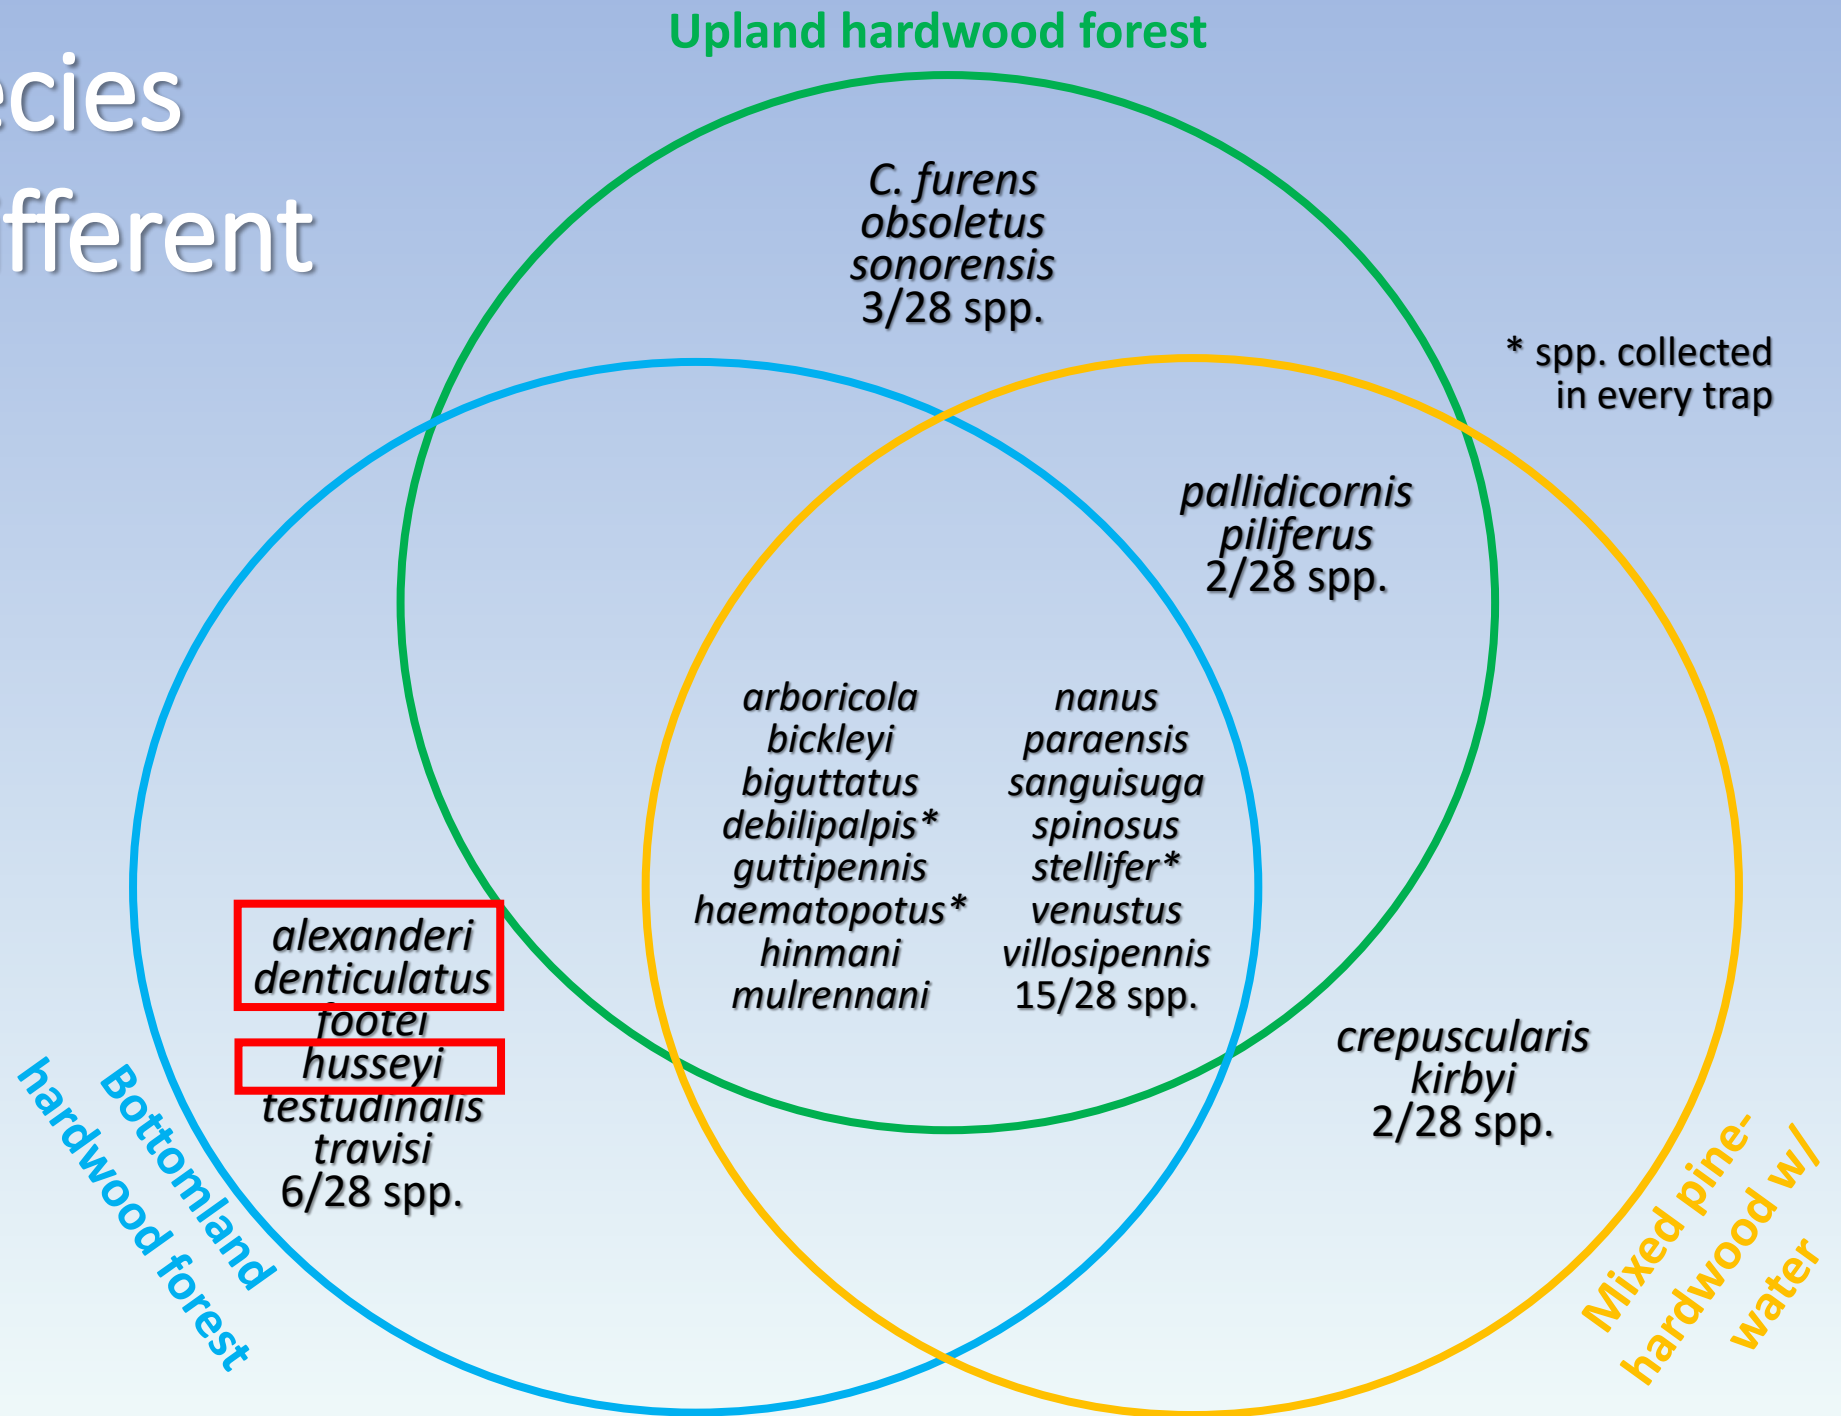 Upland hardwood forest
ecies
ifferent
C. furens
obsoletus
sonorensis
3/28 spp.
* spp. collected
in every trap
pallidicornis
piliferus
2/28 spp.
arboricola
bickleyi
biguttatus
debilipalpis*
guttipennis
haematopotus*
hinmani
mulrennani
nanus
paraensis
sanguisuga
spinosus
stellifer*
venustus
villosipennis
15/28 spp.
alexanderi
denticulatus
footei
husseyi
testudinalis
travisi
6/28 spp.
crepuscularis
kirbyi
2/28 spp.
Bottomland
hardwood forest
Mixed pine-
hardwood w/
water